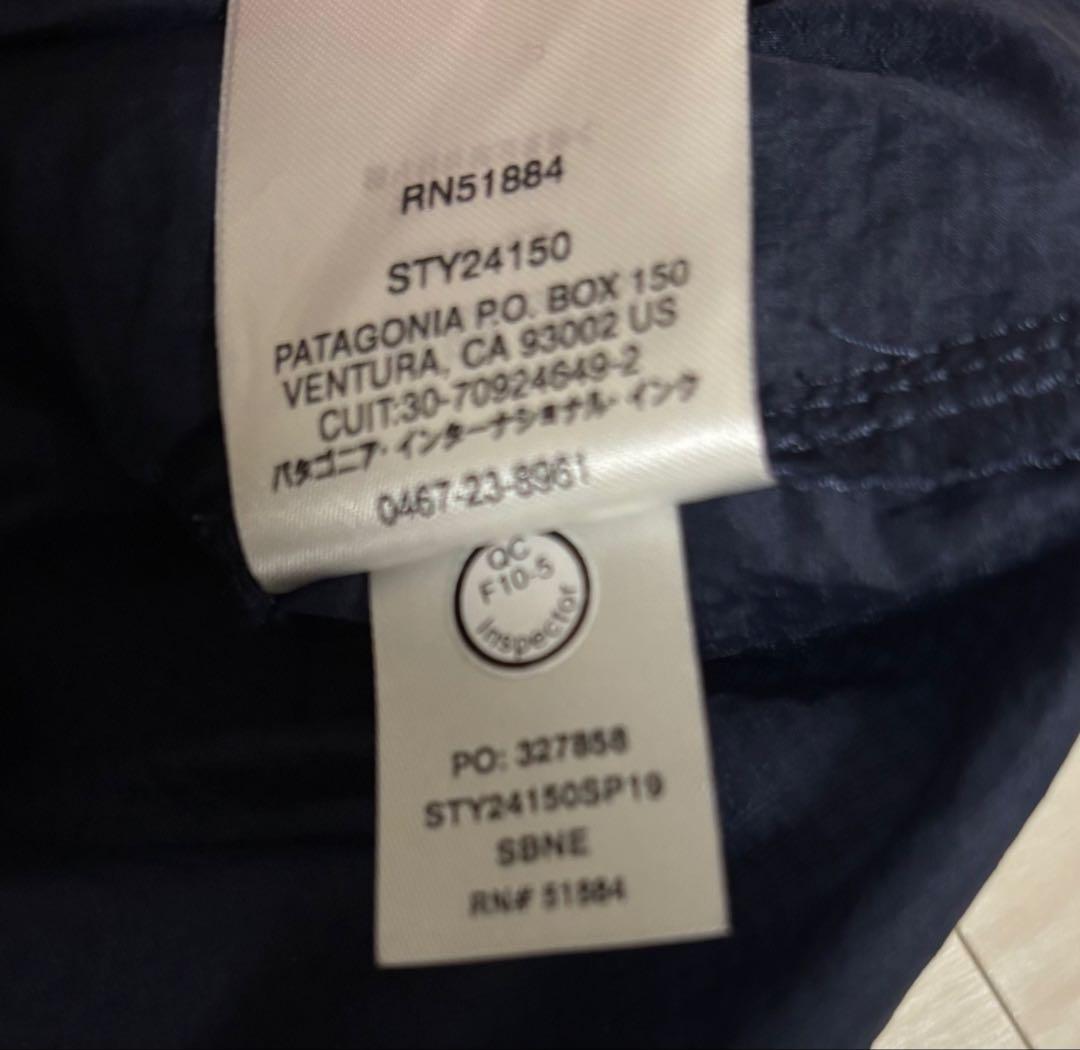 RN51884
STY24150
PATAGONIA P.O. BOX 150
VENTURA, CA 93002 US
CUIT:30-70924649-2
パタゴニア・インターナショナル・インク
0467-23-8961
QC
F10-5
Inspector
PO: 327858
STY24150SP19
SBNE
RN# 51884